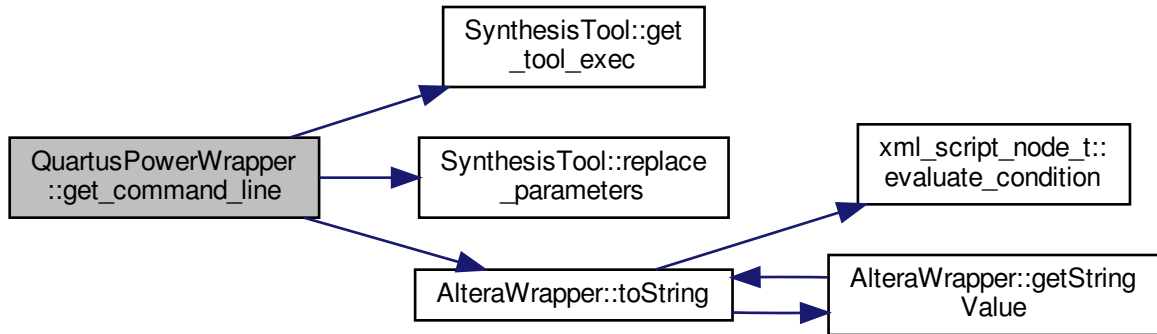 SynthesisTool::get
_tool_exec
QuartusPowerWrapper
::get_command_line
SynthesisTool::replace
_parameters
xml_script_node_t::
evaluate_condition
AlteraWrapper::toString
AlteraWrapper::getString
Value